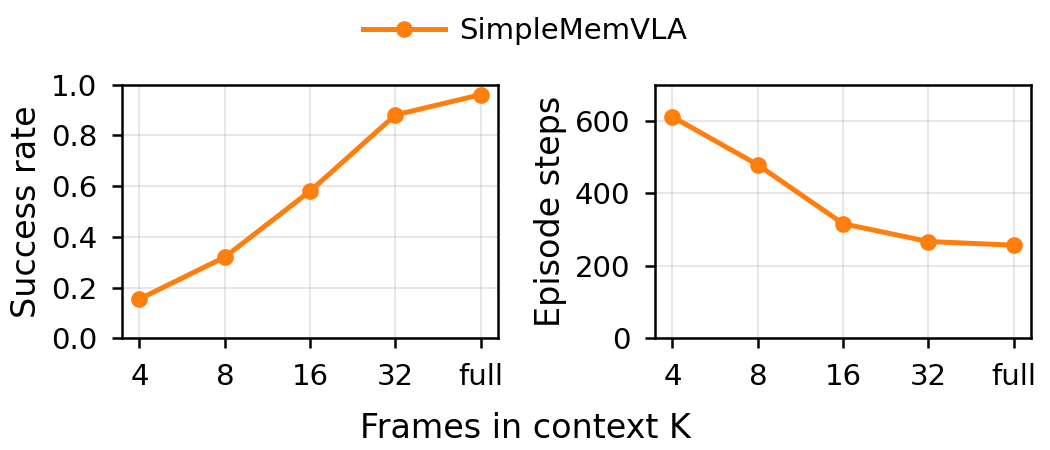 SimpleMemVLA
Success rate
1.0
0.8
0.6
0.4
0.2
0.0
4 8 16 32 full
Episode steps
600
400
200
0
4 8 16 32 full
Frames in context K